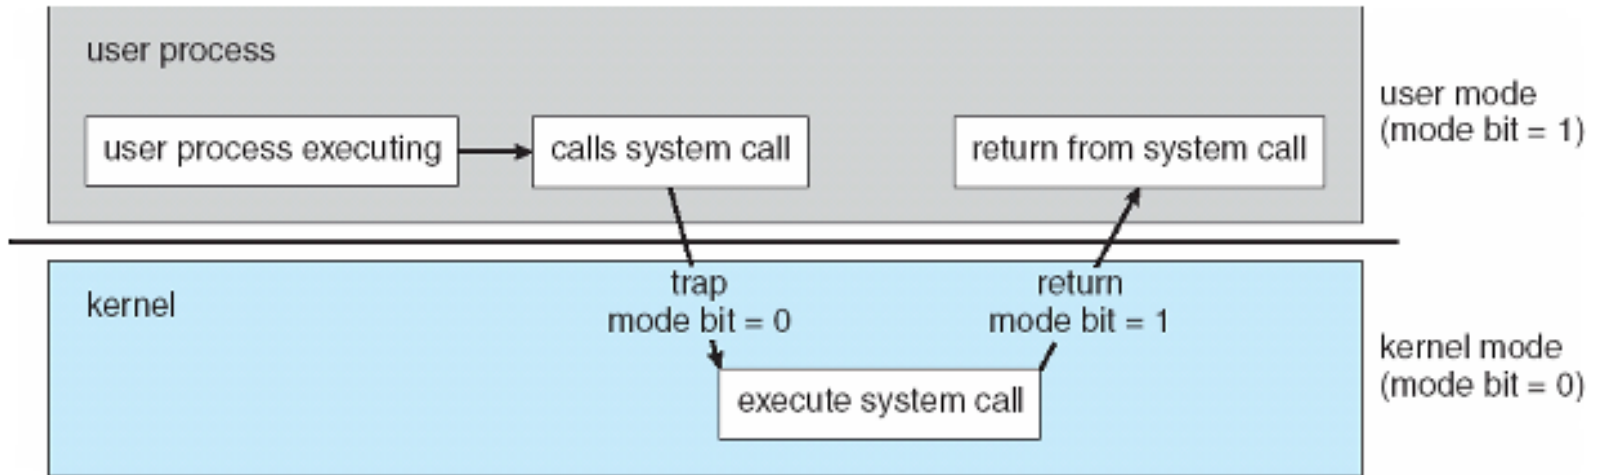 user process
user process executing
calls system call
return from system call
user mode
(mode bit = 1)
kernel
trap
mode bit = 0
return
mode bit = 1
execute system call
kernel mode
(mode bit = 0)